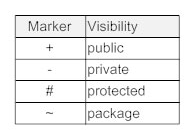 Marker Visibility
+ public
- private
# protected
~ package